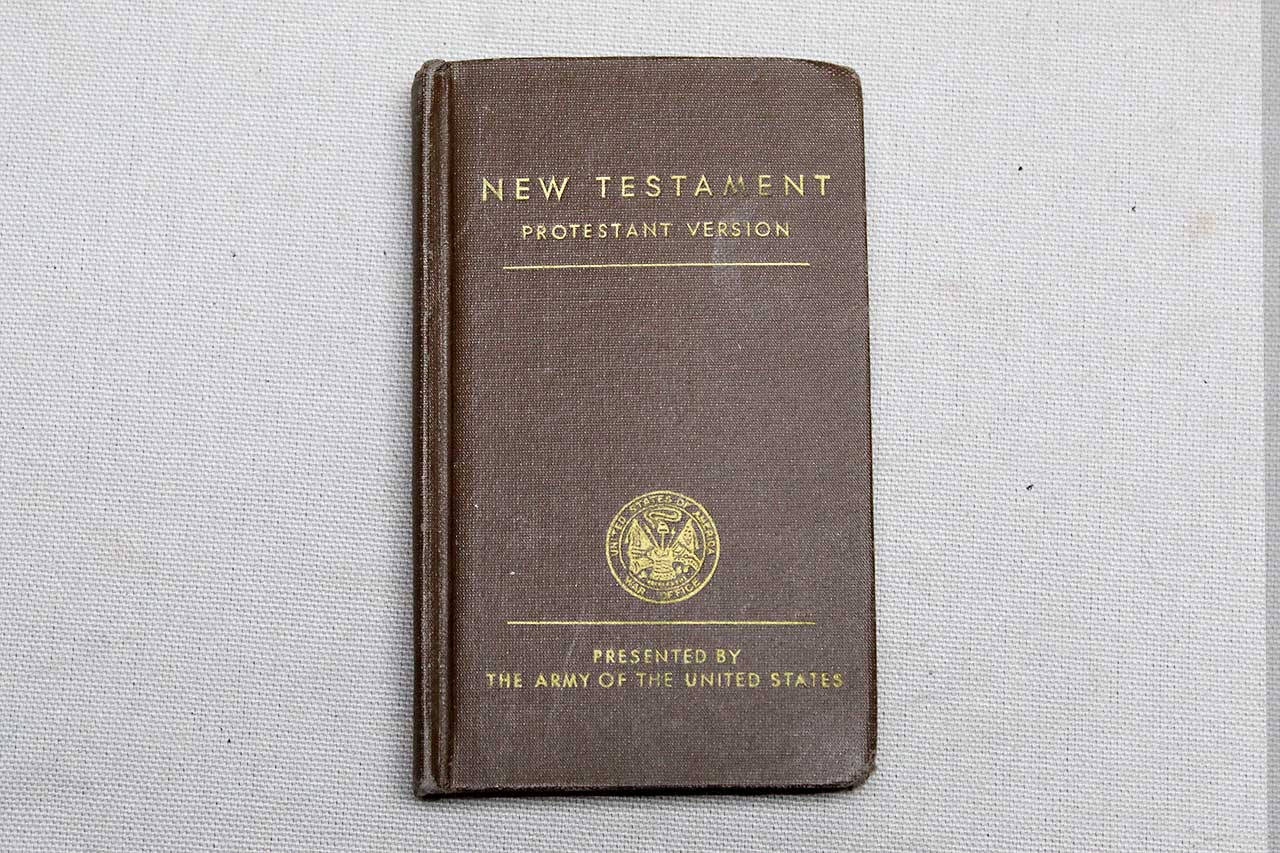 NEW TESTAMENT
PROTESTANT VERSION
UNITED STATES OF AMERICA
WAR OFFICE
PRESENTED BY
THE ARMY OF THE UNITED STATES